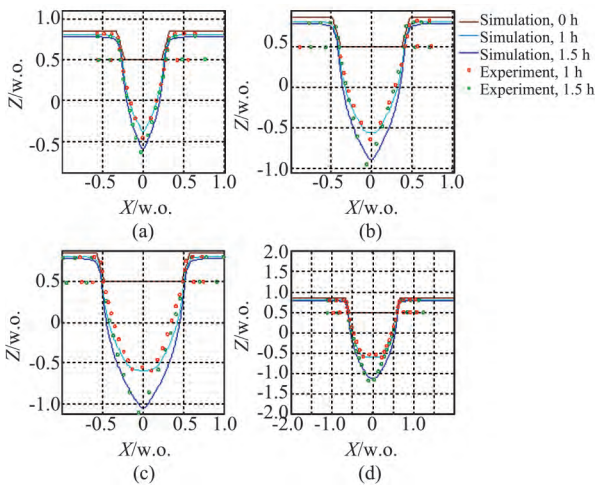 1.0
0.5
0
-0.5
Z/w.o.
-0.5
0
0.5
1.0
X/w.o.
(a)
0.5
0
-0.5
-1.0
Z/w.o.
-0.5
0
0.5
1.0
X/w.o.
(b)
Simulation, 0 h
Simulation, 1 h
Simulation, 1.5 h
Experiment, 1 h
Experiment, 1.5 h
0.5
0
-0.5
-1.0
Z/w.o.
-0.5
0
0.5
1.0
X/w.o.
(c)
2.0
1.5
1.0
0.5
0
-0.5
-1.0
-1.5
-2.0
Z/w.o.
-2.0
-1.0
0
1.0
X/w.o.
(d)